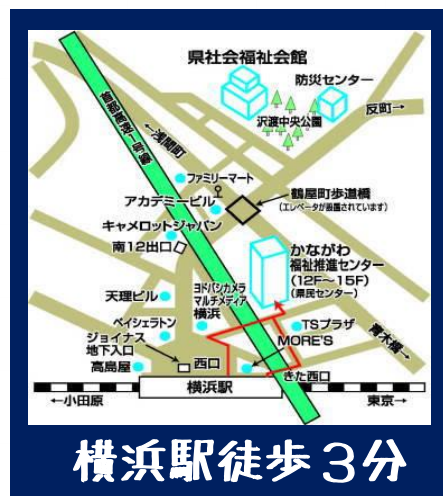 県社会福祉会館
防災センター
沢渡中央公園
反町→
首都高速1号線
←浅間町
ファミリーマート
アカデミービル
キャメロットジャパン
南12出口
鶴屋町歩道橋
(エレベータが設置されています)
かながわ
福祉推進センター
(12F～15F)
(県民センター)
天理ビル
ヨドバシカメラ
マルチメディア
横浜
ベイシェラトン
ジョイナス
地下入口
高島屋
西口
TSプラザ
MORE'S
青木橋→
きた西口
横浜駅
←小田原
東京→
横浜駅徒歩３分